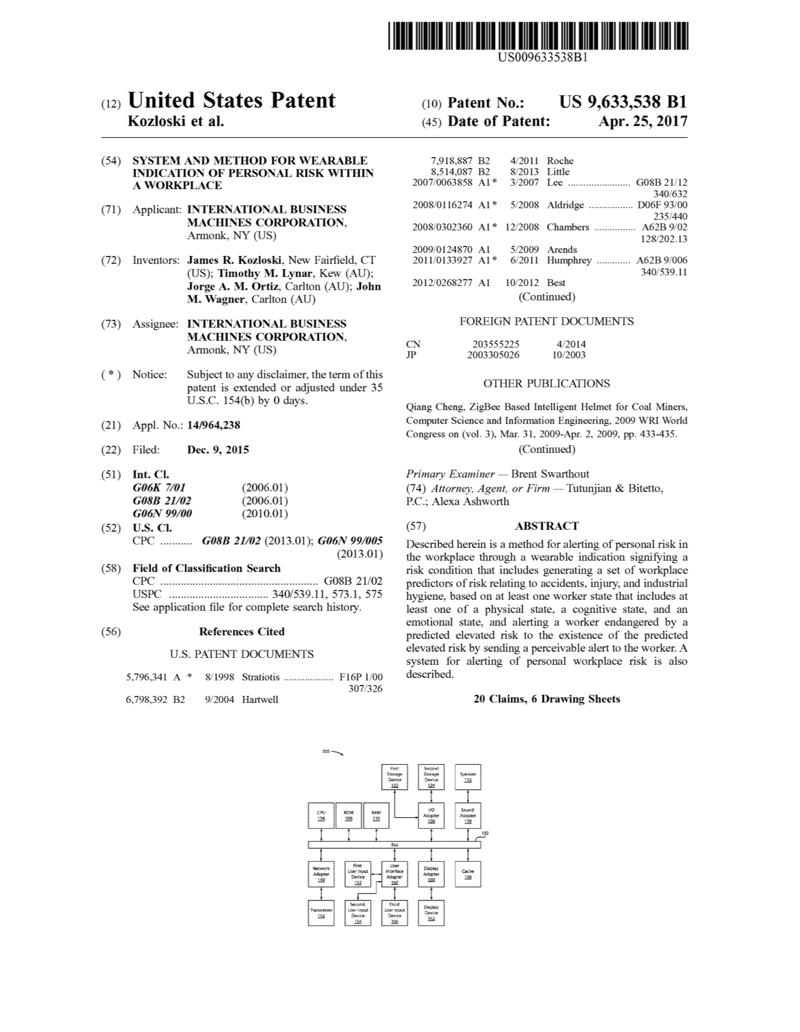 US009633538B1
(12) United States Patent
Kozloski et al.
(10) Patent No.: US 9,633,538 B1
(45) Date of Patent: Apr. 25, 2017
(54) SYSTEM AND METHOD FOR WEARABLE
INDICATION OF PERSONAL RISK WITHIN
A WORKPLACE
(71) Applicant: INTERNATIONAL BUSINESS
MACHINES CORPORATION,
Armonk, NY (US)
(72) Inventors: James R. Kozloski, New Fairfield, CT
(US); Timothy M. Lynar, Kew (AU);
Jorge A. M. Ortiz, Carlton (AU); John
M. Wagner, Carlton (AU)
(73) Assignee: INTERNATIONAL BUSINESS
MACHINES CORPORATION,
Armonk, NY (US)
( * ) Notice: Subject to any disclaimer, the term of this
patent is extended or adjusted under 35
U.S.C. 154(b) by 0 days.
(21) Appl. No.: 14/964,238
(22) Filed: Dec. 9, 2015
(51) Int. Cl.
G06K 7/01 (2006.01)
G08B 21/02 (2006.01)
G06N 99/00 (2010.01)
(52) U.S. Cl.
CPC .......... G08B 21/02 (2013.01); G06N 99/005
(2013.01)
(58) Field of Classification Search
CPC .................................................... G08B 21/02
USPC ................................ 340/539.11, 573.1, 575
See application file for complete search history.
(56) References Cited
U.S. PATENT DOCUMENTS
5,796,341 A * 8/1998 Stratiotis .................. F16P 1/00
307/326
6,798,392 B2 9/2004 Hartwell
7,918,887 B2 4/2011 Roche
8,514,087 B2 8/2013 Little
2007/0063858 A1* 3/2007 Lee ....................... G08B 21/12
340/632
2008/0116274 A1* 5/2008 Aldridge ................ D06F 93/00
235/440
2008/0302360 A1* 12/2008 Chambers ............... A62B 9/02
128/202.13
2009/0124870 A1 5/2009 Arends
2011/0133927 A1* 6/2011 Humphrey ............ A62B 9/006
340/539.11
2012/0268277 A1 10/2012 Best
(Continued)
FOREIGN PATENT DOCUMENTS
CN 203555225 4/2014
JP 2003305026 10/2003
OTHER PUBLICATIONS
Qiang Cheng, ZigBee Based Intelligent Helmet for Coal Miners,
Computer Science and Information Engineering, 2009 WRI World
Congress on (vol. 3), Mar. 31, 2009-Apr. 2, 2009, pp. 433-435.
(Continued)
Primary Examiner — Brent Swarthout
(74) Attorney, Agent, or Firm — Tutunjian & Bitetto,
P.C.; Alexa Ashworth
(57) ABSTRACT
Described herein is a method for alerting of personal risk in
the workplace through a wearable indication signifying a
risk condition that includes generating a set of workplace
predictors of risk relating to accidents, injury, and industrial
hygiene, based on at least one worker state that includes at
least one of a physical state, a cognitive state, and an
emotional state, and alerting a worker endangered by a
predicted elevated risk to the existence of the predicted
elevated risk by sending a perceivable alert to the worker. A
system for alerting of personal workplace risk is also
described.
20 Claims, 6 Drawing Sheets
First
Storage
Device
122
Second
Storage
Device
124
Speaker
132
CPU
104
ROM
108
RAM
110
I/O
Adapter
120
Sound
Adapter
130
102
Bus
Network
Adapter
140
First
User Input
Device
152
User
Interface
Adapter
150
Display
Adapter
160
Cache
106
Transceiver
142
Second
User Input
Device
154
Third
User Input
Device
156
Display
Device
162